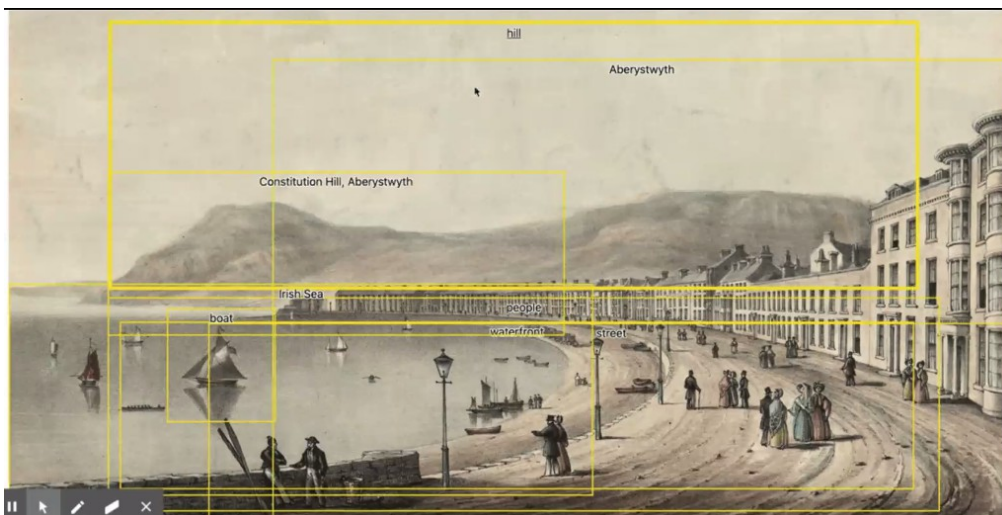 hill
Aberystwyth
Constitution Hill, Aberystwyth
Irish Sea
people
boat
waterfront
street